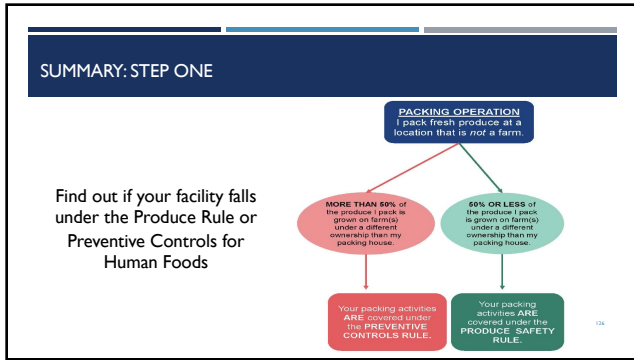 SUMMARY: STEP ONE
PACKING OPERATION
I pack fresh produce at a
location that is not a farm.
Find out if your facility falls
under the Produce Rule or
Preventive Controls for
Human Foods
MORE THAN 50% of
the produce I pack is
grown on farm(s)
under a different
ownership than my
packing house.
50% OR LESS of
the produce I pack
is grown on farm(s)
under a different
ownership than my
packing house.
Your packing activities
ARE covered under
the PREVENTIVE
CONTROLS RULE.
Your packing
activities ARE
covered under the
PRODUCE SAFETY
RULE.
126